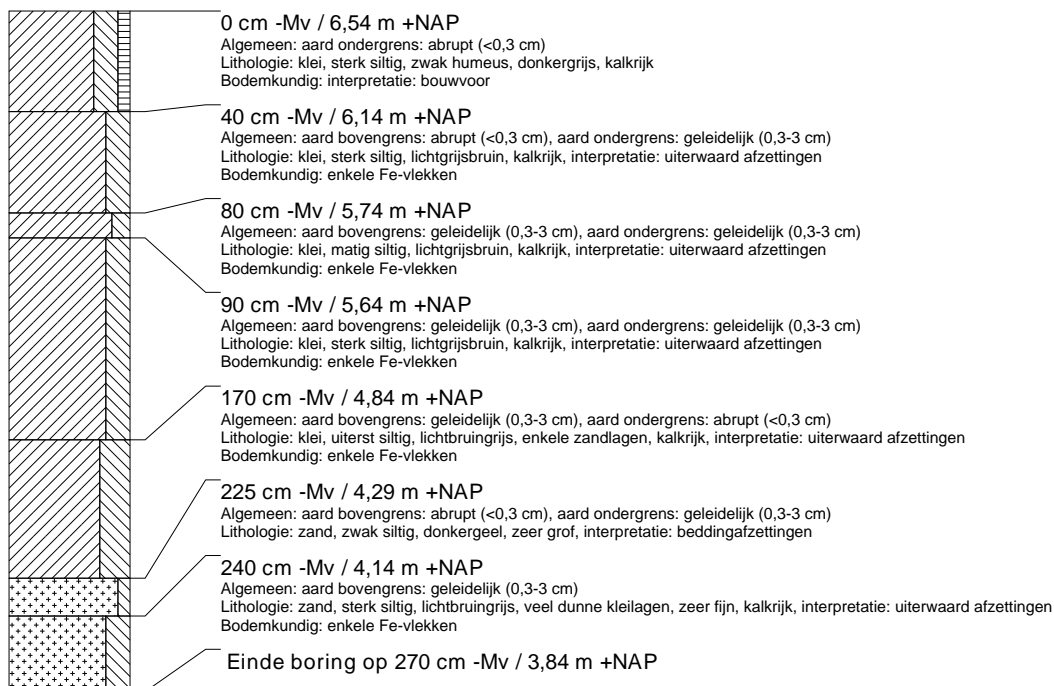 0 cm -Mv / 6,54 m +NAP
Algemeen: aard ondergrens: abrupt (<0,3 cm)
Lithologie: klei, sterk siltig, zwak humeus, donkergrijs, kalkrijk
Bodemkundig: interpretatie: bouwvoor
40 cm -Mv / 6,14 m +NAP
Algemeen: aard bovengrens: abrupt (<0,3 cm), aard ondergrens: geleidelijk (0,3-3 cm)
Lithologie: klei, sterk siltig, lichtgrijsbruin, kalkrijk, interpretatie: uiterwaard afzettingen
Bodemkundig: enkele Fe-vlekken
80 cm -Mv / 5,74 m +NAP
Algemeen: aard bovengrens: geleidelijk (0,3-3 cm), aard ondergrens: geleidelijk (0,3-3 cm)
Lithologie: klei, matig siltig, lichtgrijsbruin, kalkrijk, interpretatie: uiterwaard afzettingen
Bodemkundig: enkele Fe-vlekken
90 cm -Mv / 5,64 m +NAP
Algemeen: aard bovengrens: geleidelijk (0,3-3 cm), aard ondergrens: geleidelijk (0,3-3 cm)
Lithologie: klei, sterk siltig, lichtgrijsbruin, kalkrijk, interpretatie: uiterwaard afzettingen
Bodemkundig: enkele Fe-vlekken
170 cm -Mv / 4,84 m +NAP
Algemeen: aard bovengrens: geleidelijk (0,3-3 cm), aard ondergrens: abrupt (<0,3 cm)
Lithologie: klei, uiterst siltig, lichtbruingrijs, enkele zandlagen, kalkrijk, interpretatie: uiterwaard afzettingen
Bodemkundig: enkele Fe-vlekken
225 cm -Mv / 4,29 m +NAP
Algemeen: aard bovengrens: abrupt (<0,3 cm), aard ondergrens: geleidelijk (0,3-3 cm)
Lithologie: zand, zwak siltig, donkergeel, zeer grof, interpretatie: beddingafzettingen
240 cm -Mv / 4,14 m +NAP
Algemeen: aard bovengrens: geleidelijk (0,3-3 cm)
Lithologie: zand, sterk siltig, lichtbruingrijs, veel dunne kleilagen, zeer fijn, kalkrijk, interpretatie: uiterwaard afzettingen
Bodemkundig: enkele Fe-vlekken
Einde boring op 270 cm -Mv / 3,84 m +NAP